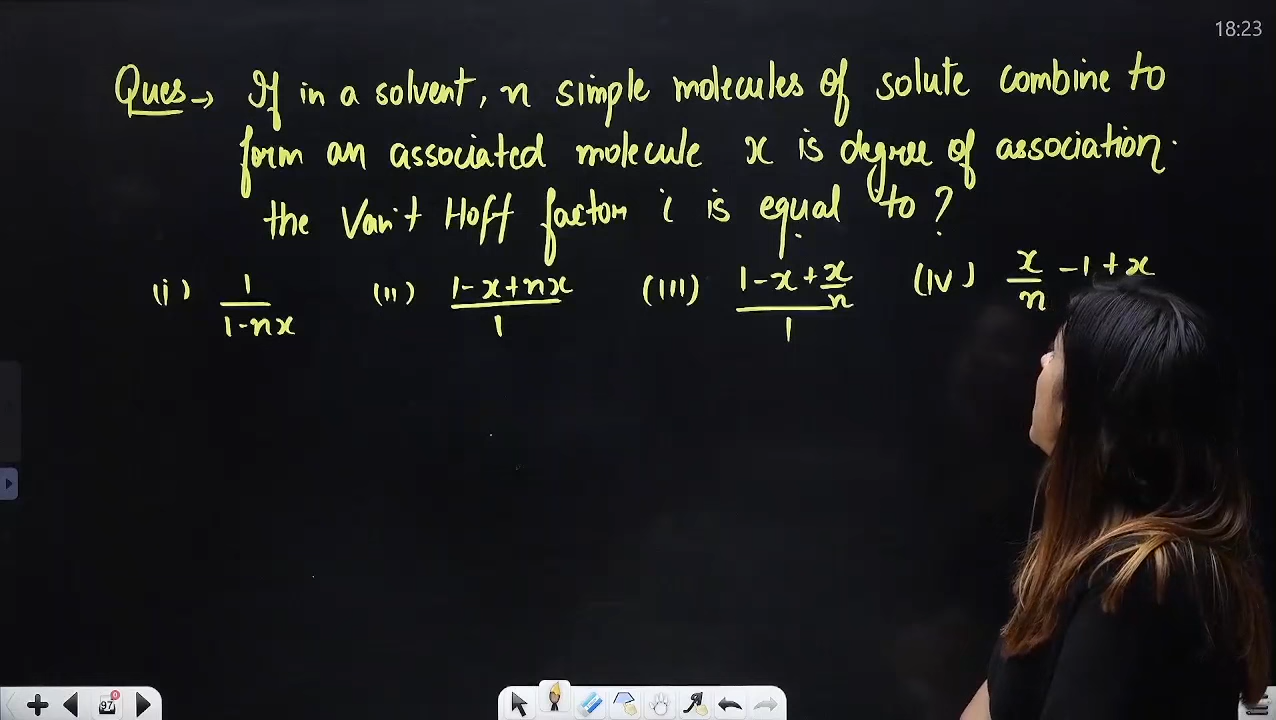 18:23
Ques → If in a solvent, n simple molecules of solute combine to
form an associated molecule x is degree of association.
the Van't Hoff factor i is equal to ?
(i) 1/(1-nx) (ii) (1-x+nx)/1 (iii) (1-x+x/n)/1 (iv) x/n -1+x
97
0